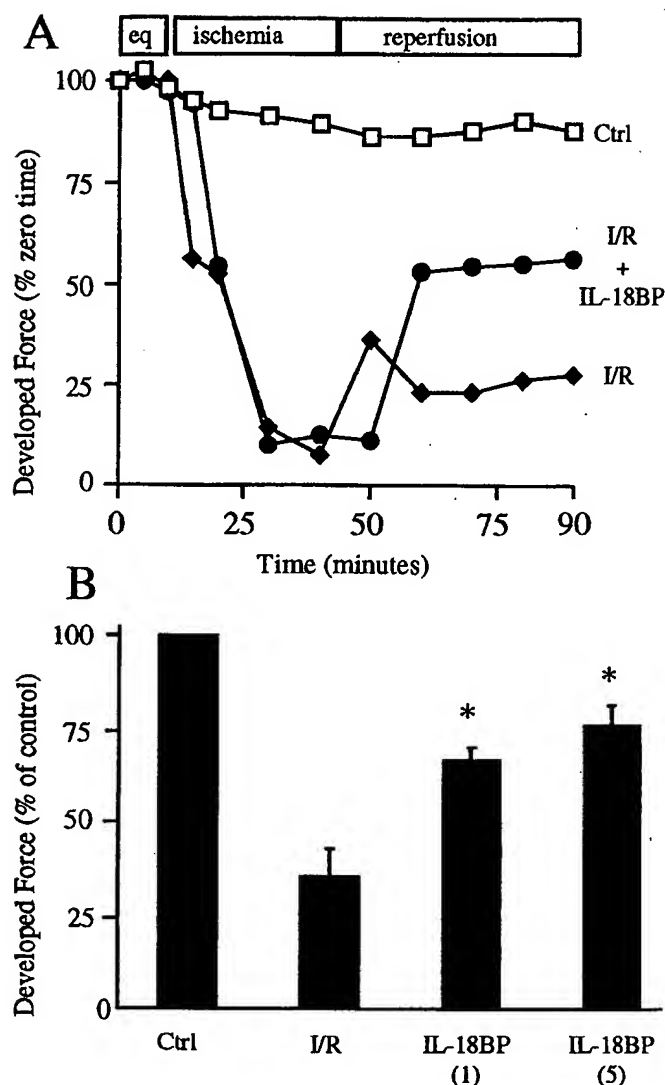 A
eq ischemia reperfusion
Developed Force (% zero time)
100
75
50
25
0
Ctrl
I/R
+
IL-18BP
I/R
0 25 50 75 90
Time (minutes)
B
Developed Force (% of control)
100
75
50
25
0
* *
Ctrl I/R IL-18BP IL-18BP
(1) (5)